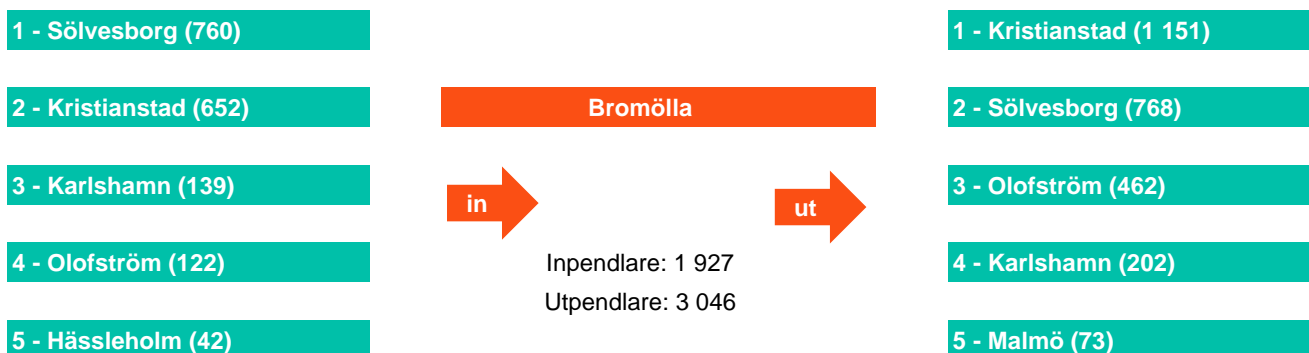 1 - Sölvesborg (760)
2 - Kristianstad (652)
3 - Karlshamn (139)
4 - Olofström (122)
5 - Hässleholm (42)
Bromölla
in
ut
Inpendlare: 1 927
Utpendlare: 3 046
1 - Kristianstad (1 151)
2 - Sölvesborg (768)
3 - Olofström (462)
4 - Karlshamn (202)
5 - Malmö (73)